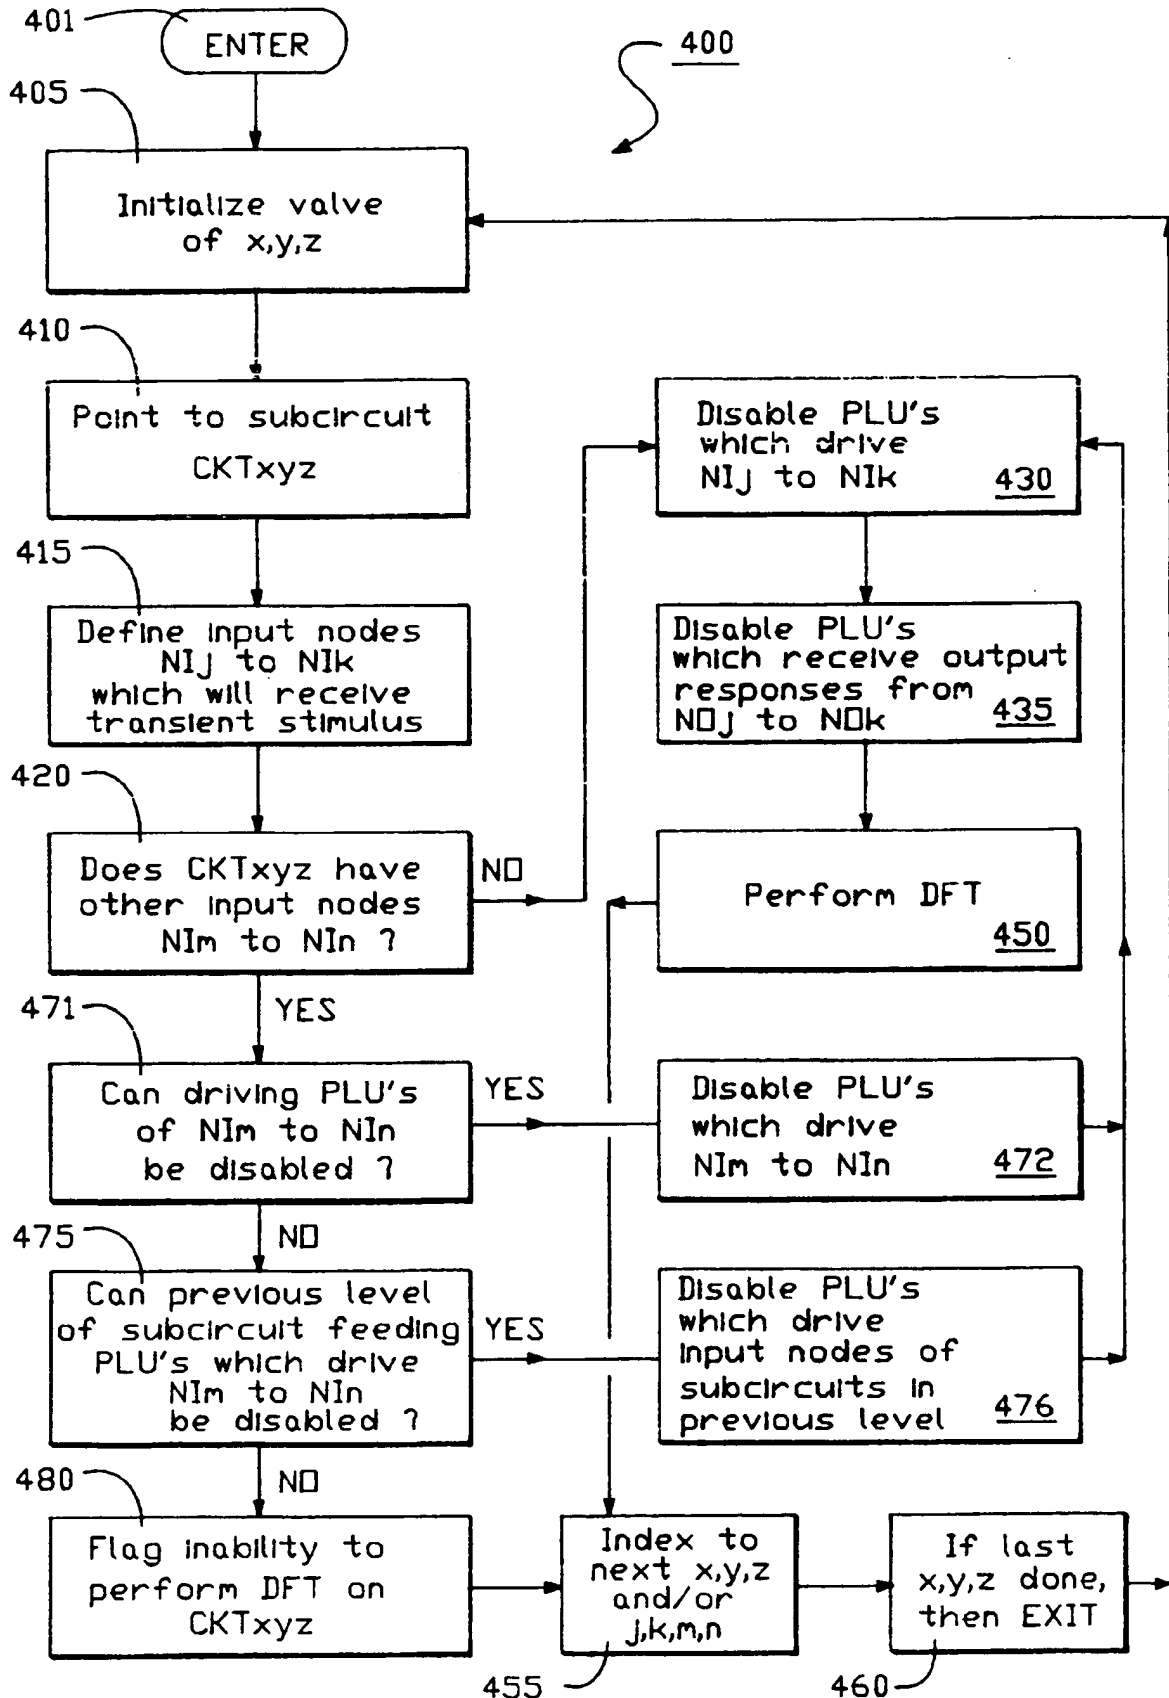 401
ENTER
400
405
Initialize valve
of x,y,z
410
Point to subcircuit
CKTxyz
415
Define input nodes
NIj to NIk
which will receive
transient stimulus
420
Does CKTxyz have
other input nodes
NIm to NIn ?
NO
YES
Disable PLU's
which drive
NIj to NIk
430
Disable PLU's
which receive output
responses from
NOj to NOk
435
Perform DFT
450
471
Can driving PLU's
of NIm to NIn
be disabled ?
YES
NO
Disable PLU's
which drive
NIm to NIn
472
475
Can previous level
of subcircuit feeding
PLU's which drive
NIm to NIn
be disabled ?
YES
NO
Disable PLU's
which drive
input nodes of
subcircuits in
previous level
476
480
Flag inability to
perform DFT on
CKTxyz
Index to
next x,y,z
and/or
j,k,m,n
455
If last
x,y,z done,
then EXIT
460